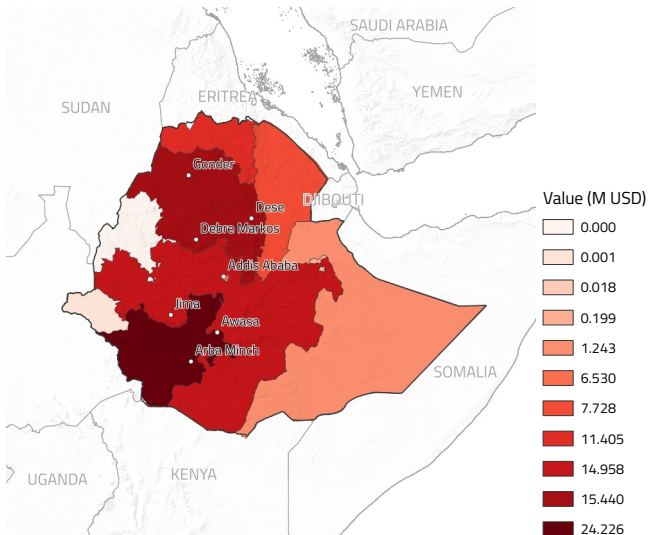 SAUDI ARABIA
YEMEN
ERITREA
SUDAN
Gonder
DJIBOUTI
Dese
Debre Markos
Addis Ababa
Jima
Awasa
Arba Minch
SOMALIA
UGANDA
KENYA
Value (M USD)
0.000
0.001
0.018
0.199
1.243
6.530
7.728
11.405
14.958
15.440
24.226